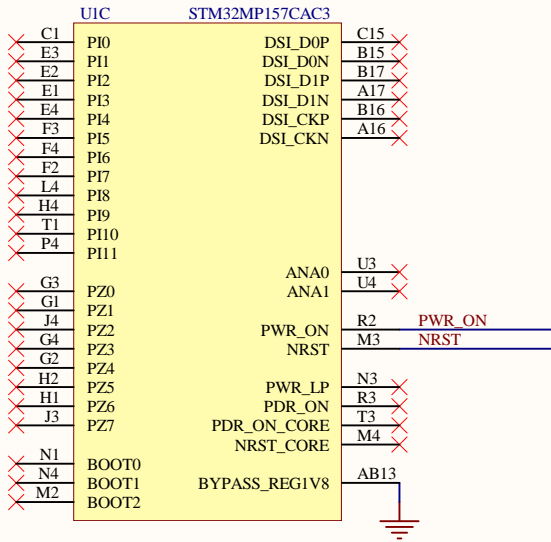 U1C STM32MP157CAC3
C1 PI0 DSI_D0P C15
E3 PI1 DSI_D0N B15
E2 PI2 DSI_D1P B17
E1 PI3 DSI_D1N A17
E4 PI4 DSI_CKP B16
F3 PI5 DSI_CKN A16
F4 PI6
F2 PI7
L4 PI8
H4 PI9
T1 PI10
P4 PI11
ANA0 U3
G3 PZ0 ANA1 U4
G1 PZ1
J4 PZ2 PWR_ON R2 PWR_ON
G4 PZ3 NRST M3 NRST
G2 PZ4
H2 PZ5 PWR_LP N3
H1 PZ6 PDR_ON R3
J3 PZ7 PDR_ON_CORE T3
NRST_CORE M4
N1 BOOT0
N4 BOOT1 BYPASS_REG1V8 AB13
M2 BOOT2